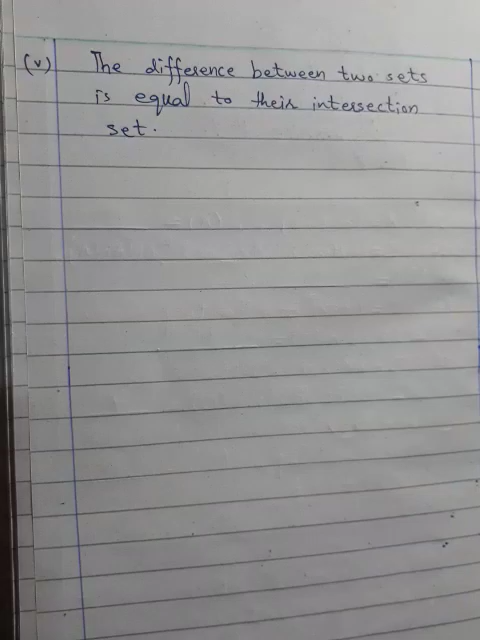 (v) The difference between two sets
is equal to their intersection
set.